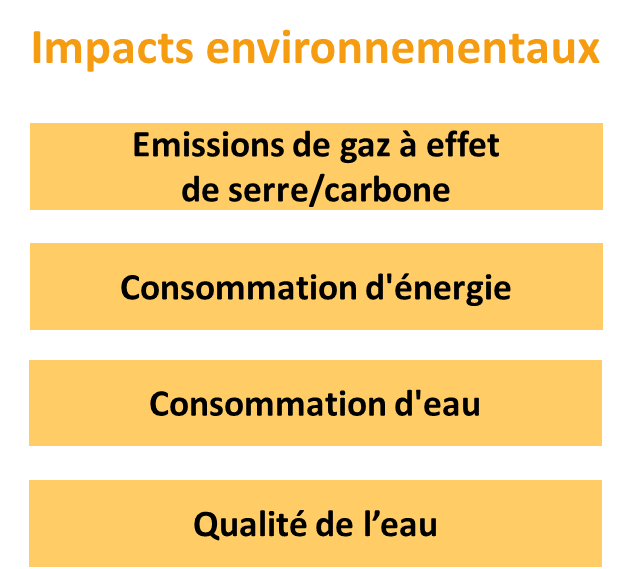 Impacts environnementaux
Emissions de gaz à effet
de serre/carbone
Consommation d'énergie
Consommation d'eau
Qualité de l’eau